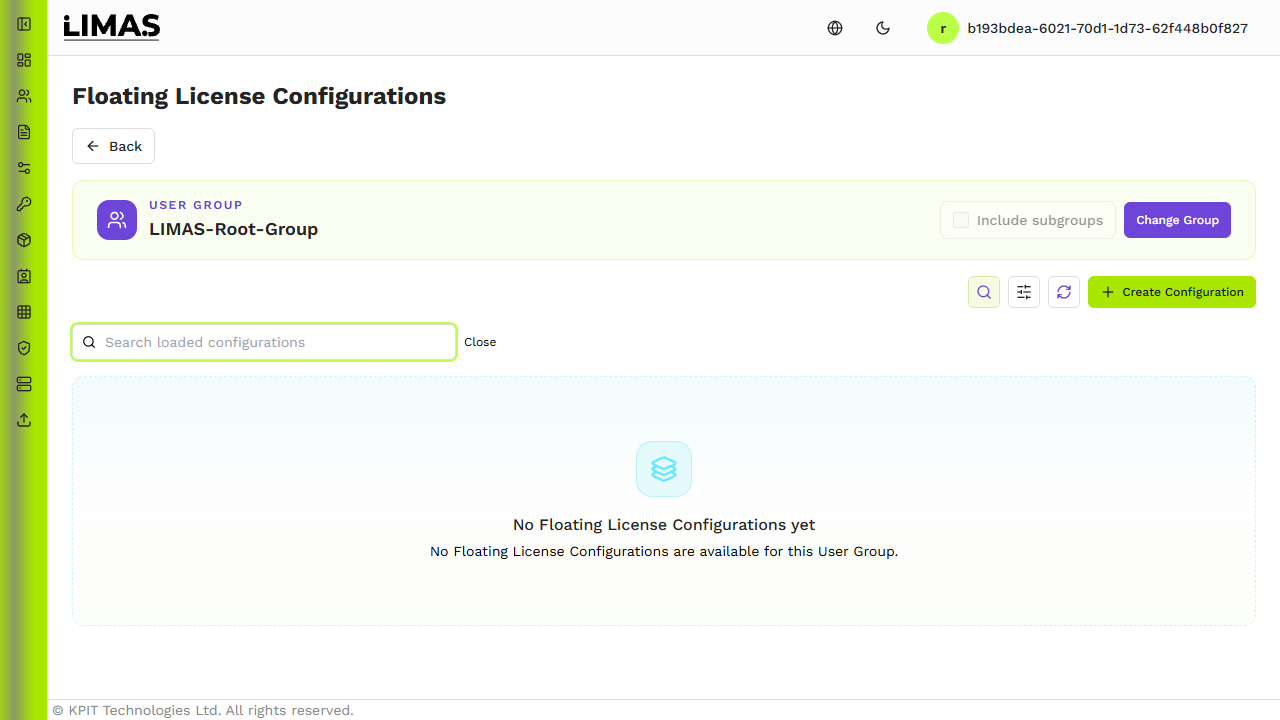 LIMAS
r
b193bdea-6021-70d1-1d73-62f448b0f827
Floating License Configurations
Back
USER GROUP
LIMAS-Root-Group
Include subgroups
Change Group
Create Configuration
Search loaded configurations
Close
No Floating License Configurations yet
No Floating License Configurations are available for this User Group.
© KPIT Technologies Ltd. All rights reserved.